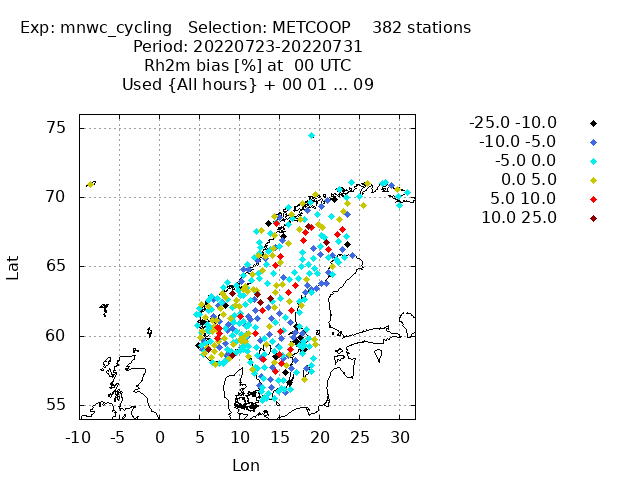 Exp: mnwc_cycling   Selection: METCOOP    382 stations
Period: 20220723-20220731
Rh2m bias [%] at  00 UTC
Used {All hours} + 00 01 ... 09
-25.0 -10.0
-10.0 -5.0
-5.0 0.0
0.0 5.0
5.0 10.0
10.0 25.0
75
70
65
60
55
Lat
-10 -5 0 5 10 15 20 25 30
Lon